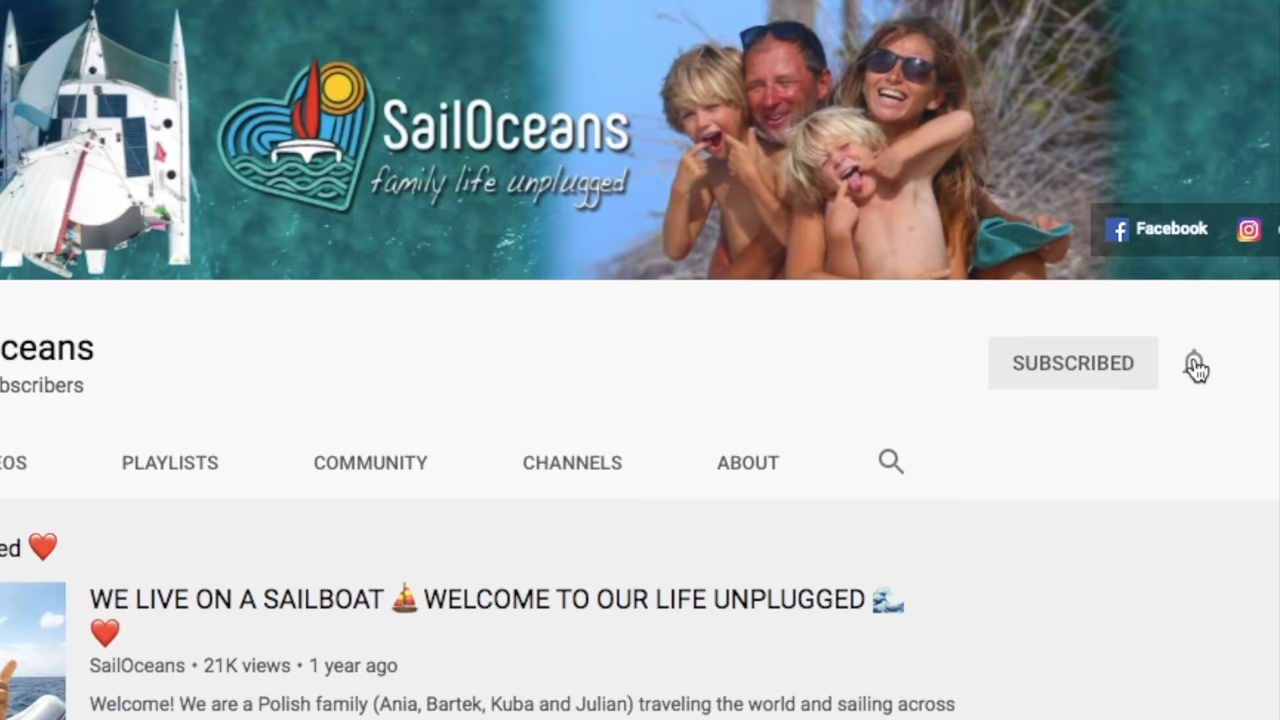 SailOceans
family life unplugged
Facebook
ceans
bscribers
SUBSCRIBED
EOS
PLAYLISTS
COMMUNITY
CHANNELS
ABOUT
ed ❤️
WE LIVE ON A SAILBOAT ⛵ WELCOME TO OUR LIFE UNPLUGGED 🌊
❤️
SailOceans • 21K views • 1 year ago
Welcome! We are a Polish family (Ania, Bartek, Kuba and Julian) traveling the world and sailing across